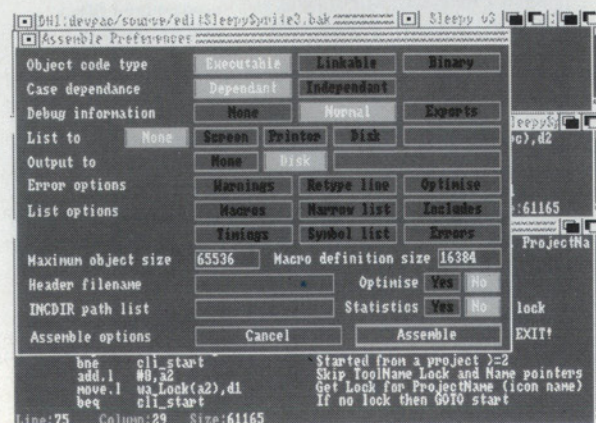 DH1:devpac/source/editSleepySprite3.bak Sleepy v3
Assemble Preferences
Object code type Executable Linkable Binary
Case dependance Dependant Independant
Debug information None Normal Exports
List to None Screen Printer Disk
Output to None Disk
Error options Warnings Retype line Optimise
List options Macros Narrow list Includes
Timings Symbol list Errors
Maximum object size 65536 Macro definition size 16384
Header filename Optimise Yes No
INCDIR path list Statistics Yes No
Assemble options Cancel Assemble
pc),d2
:61165
ProjectNa
lock
EXIT!
bne cli_start Started from a project )=2
add.l #8,a2 Skip ToolName Lock and Name pointers
move.l wa_Lock(a2),d1 Get Lock for ProjectName (icon name)
beq cli_start If no lock then GOTO start
Line:75 Column:29 Size:61165